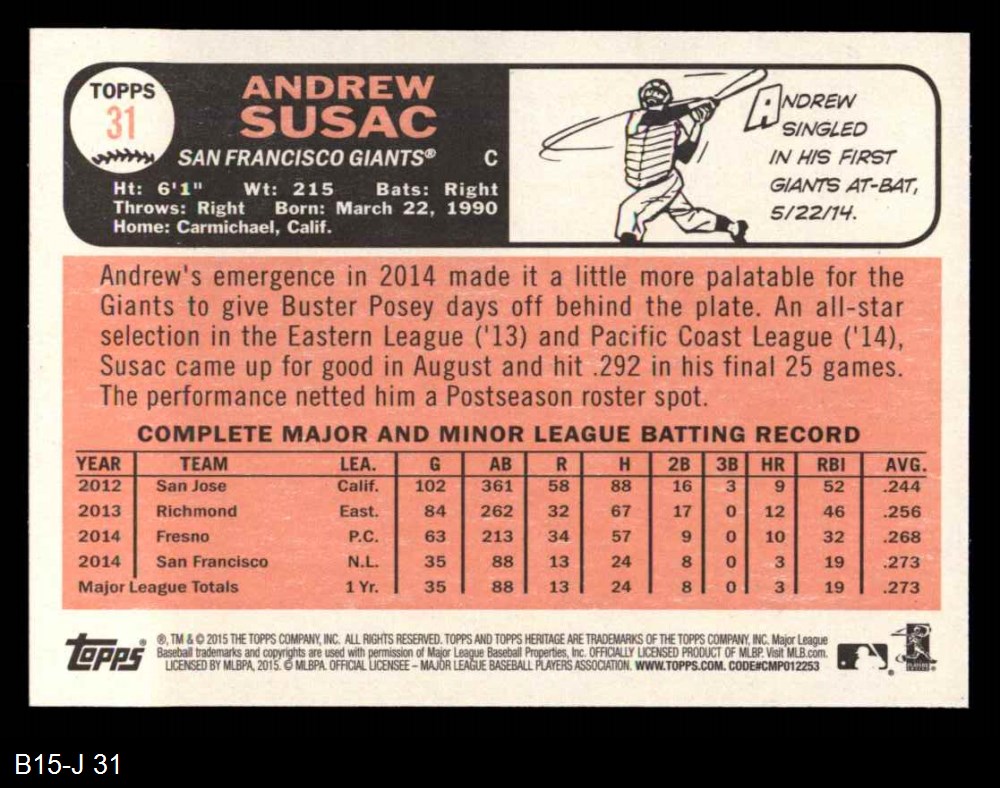 TOPPS
31
ANDREW
SUSAC
SAN FRANCISCO GIANTS® C
Ht: 6'1" Wt: 215 Bats: Right
Throws: Right Born: March 22, 1990
Home: Carmichael, Calif.
ANDREW
SINGLED
IN HIS FIRST
GIANTS AT-BAT,
5/22/14.
Andrew's emergence in 2014 made it a little more palatable for the
Giants to give Buster Posey days off behind the plate. An all-star
selection in the Eastern League ('13) and Pacific Coast League ('14),
Susac came up for good in August and hit .292 in his final 25 games.
The performance netted him a Postseason roster spot.
COMPLETE MAJOR AND MINOR LEAGUE BATTING RECORD
YEAR TEAM LEA. G AB R H 2B 3B HR RBI AVG.
2012 San Jose Calif. 102 361 58 88 16 3 9 52 .244
2013 Richmond East. 84 262 32 67 17 0 12 46 .256
2014 Fresno P.C. 63 213 34 57 9 0 10 32 .268
2014 San Francisco N.L. 35 88 13 24 8 0 3 19 .273
Major League Totals 1 Yr. 35 88 13 24 8 0 3 19 .273
Topps
®, TM & © 2015 THE TOPPS COMPANY, INC. ALL RIGHTS RESERVED. TOPPS AND TOPPS HERITAGE ARE TRADEMARKS OF THE TOPPS COMPANY, INC. Major League
Baseball trademarks and copyrights are used with permission of Major League Baseball Properties, Inc. OFFICIALLY LICENSED PRODUCT OF MLBP. Visit MLB.com.
LICENSED BY MLBPA, 2015. © MLBPA. OFFICIAL LICENSEE – MAJOR LEAGUE BASEBALL PLAYERS ASSOCIATION. WWW.TOPPS.COM. CODE#CMP012253
B15-J 31